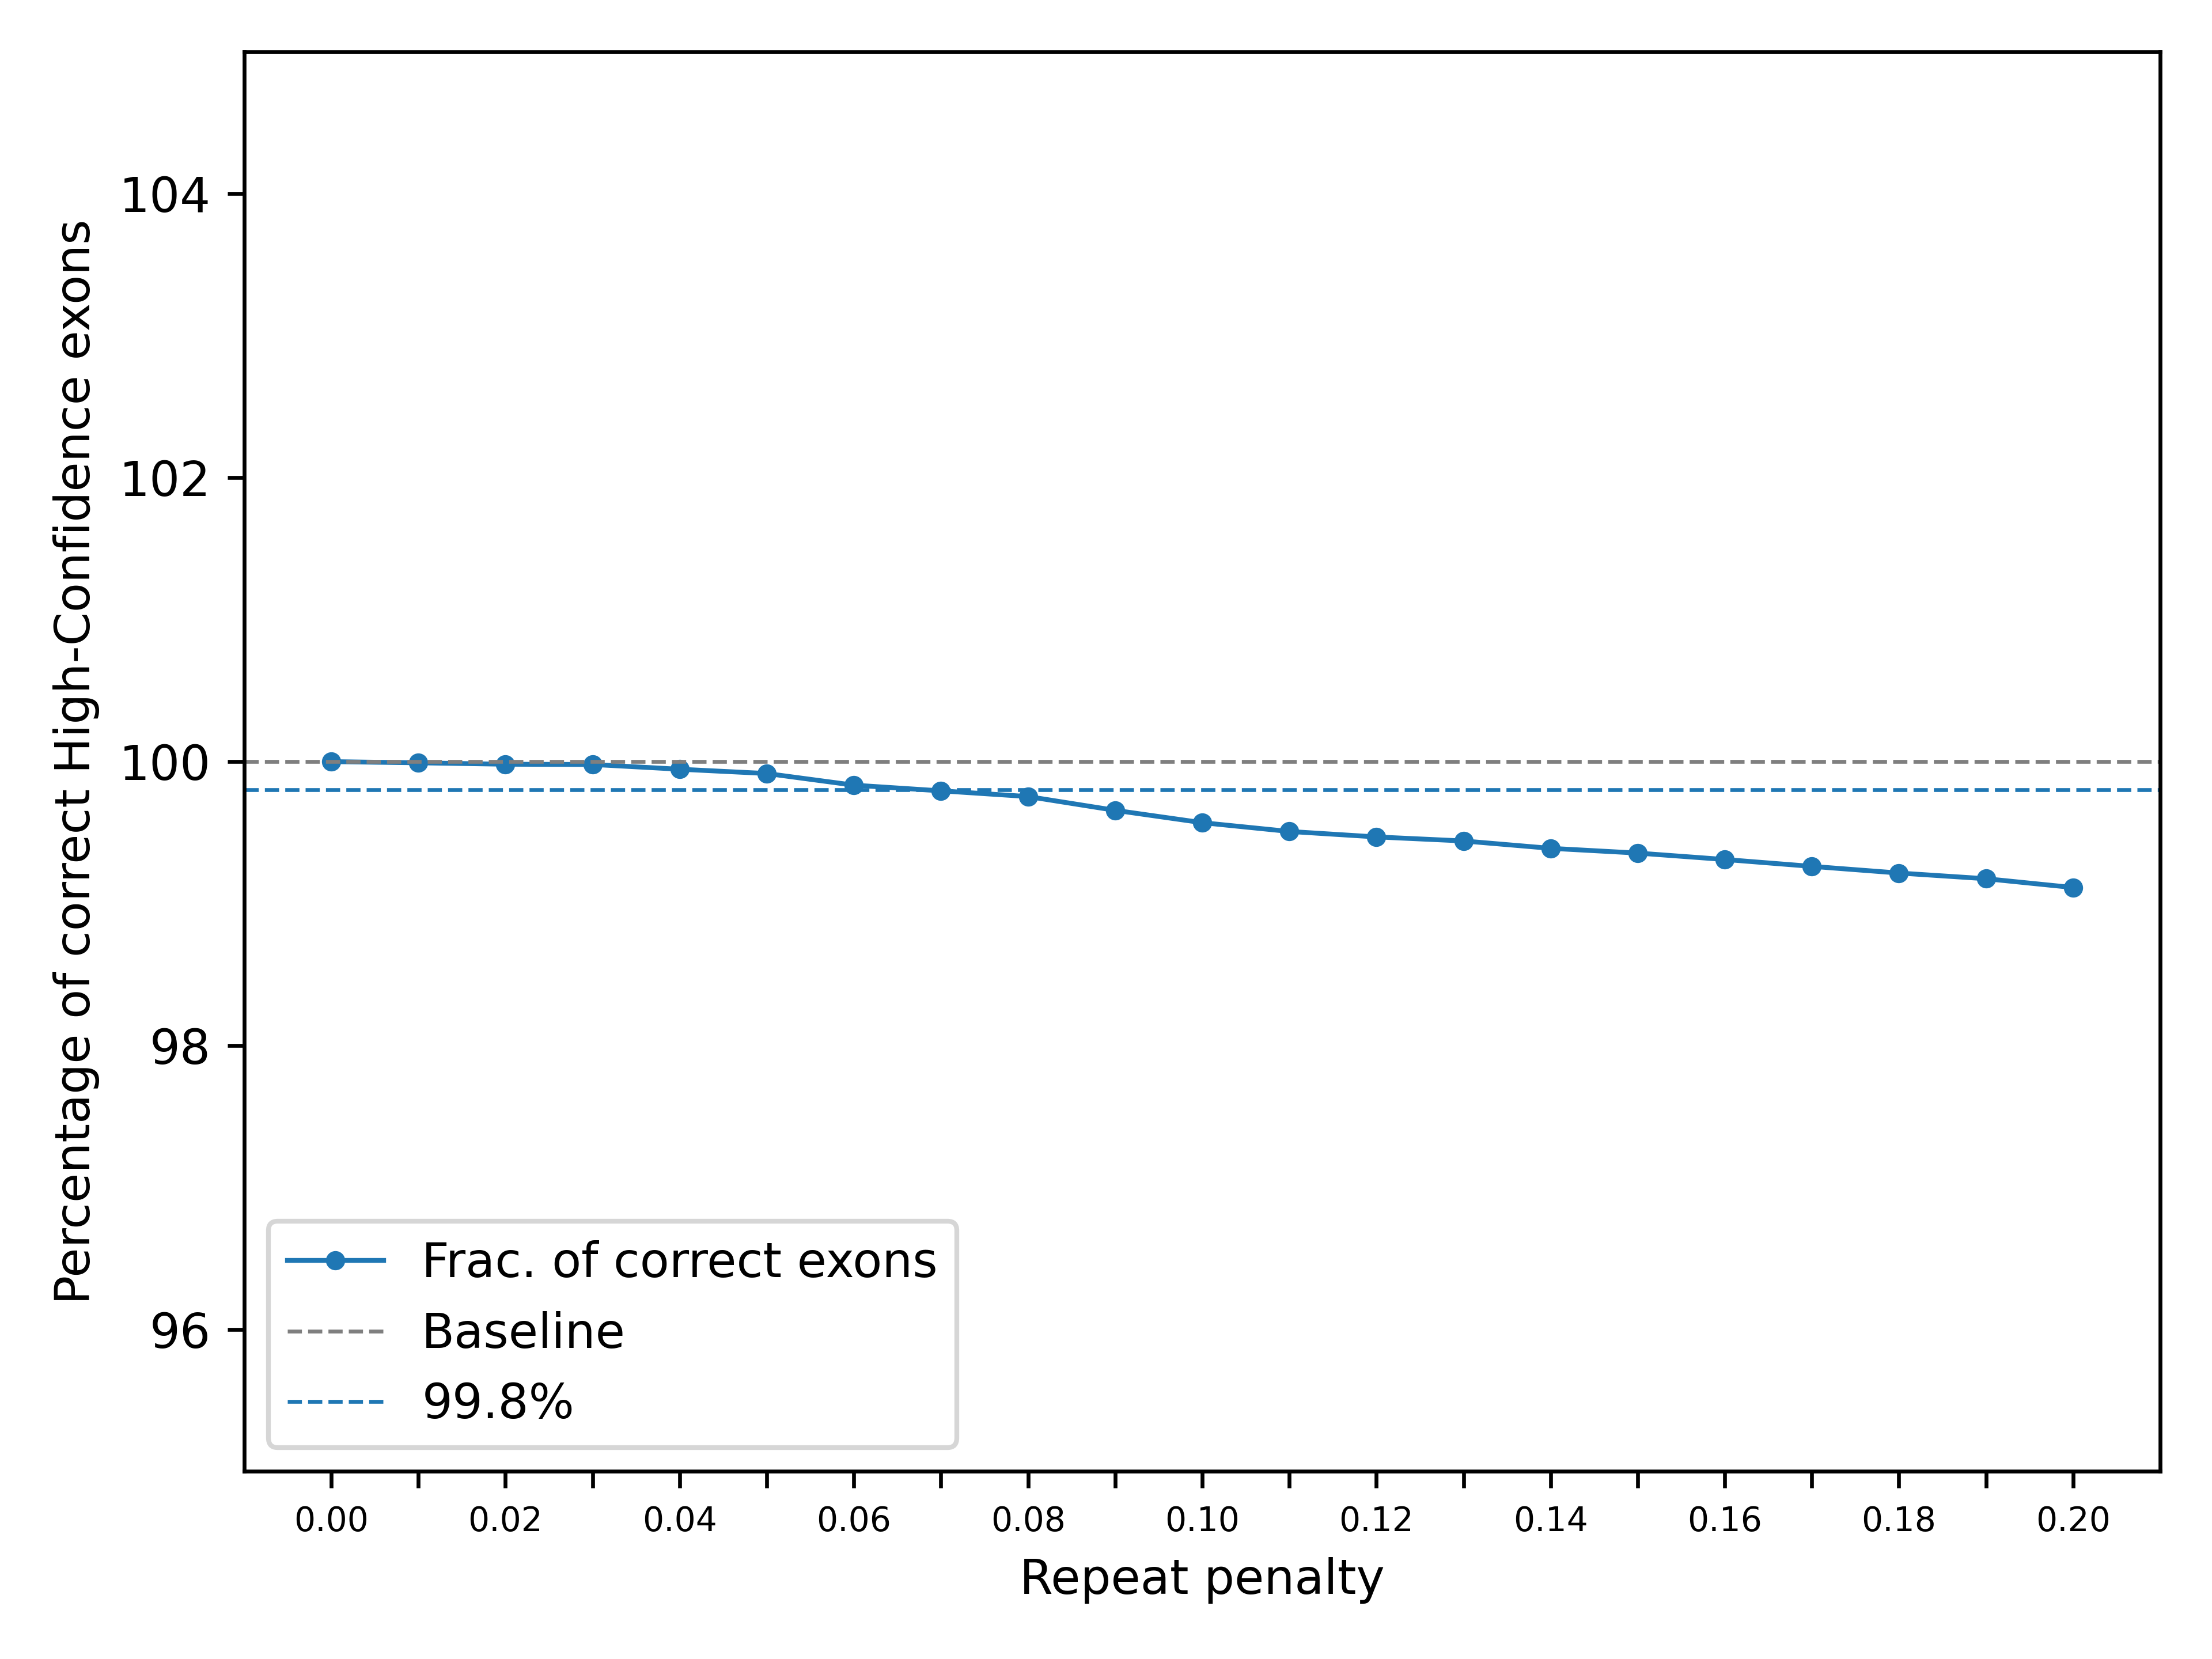 Percentage of correct High-Confidence exons
104
102
100
98
96
Frac. of correct exons
Baseline
99.8%
0.00 0.02 0.04 0.06 0.08 0.10 0.12 0.14 0.16 0.18 0.20
Repeat penalty